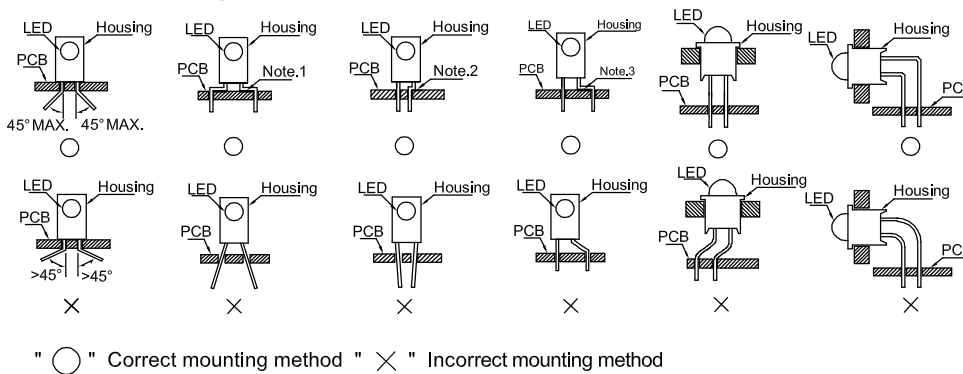 LED Housing LED Housing LED Housing LED Housing Housing LED Housing
PCB PCB Note.1 PCB Note.2 PCB Note.3 LED LED
45°MAX. 45°MAX. PCB PC
LED Housing LED Housing LED Housing LED Housing LED Housing Housing
PCB PCB PCB PCB PCB LED
>45° >45° PC
" ◯ " Correct mounting method " ╳ " Incorrect mounting method